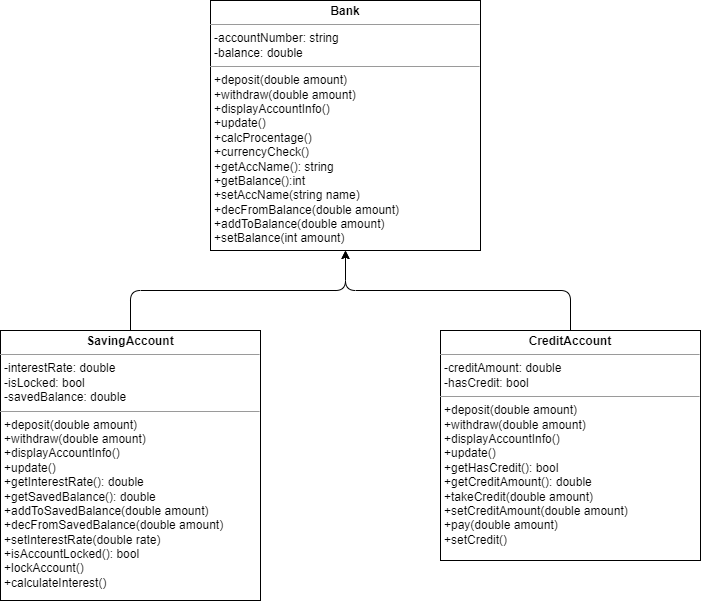 Bank
-accountNumber: string
-balance: double
+deposit(double amount)
+withdraw(double amount)
+displayAccountInfo()
+update()
+calcProcentage()
+currencyCheck()
+getAccName(): string
+getBalance():int
+setAccName(string name)
+decFromBalance(double amount)
+addToBalance(double amount)
+setBalance(int amount)
SavingAccount
-interestRate: double
-isLocked: bool
-savedBalance: double
+deposit(double amount)
+withdraw(double amount)
+displayAccountInfo()
+update()
+getInterestRate(): double
+getSavedBalance(): double
+addToSavedBalance(double amount)
+decFromSavedBalance(double amount)
+setInterestRate(double rate)
+isAccountLocked(): bool
+lockAccount()
+calculateInterest()
CreditAccount
-creditAmount: double
-hasCredit: bool
+deposit(double amount)
+withdraw(double amount)
+displayAccountInfo()
+update()
+getHasCredit(): bool
+getCreditAmount(): double
+takeCredit(double amount)
+setCreditAmount(double amount)
+pay(double amount)
+setCredit()